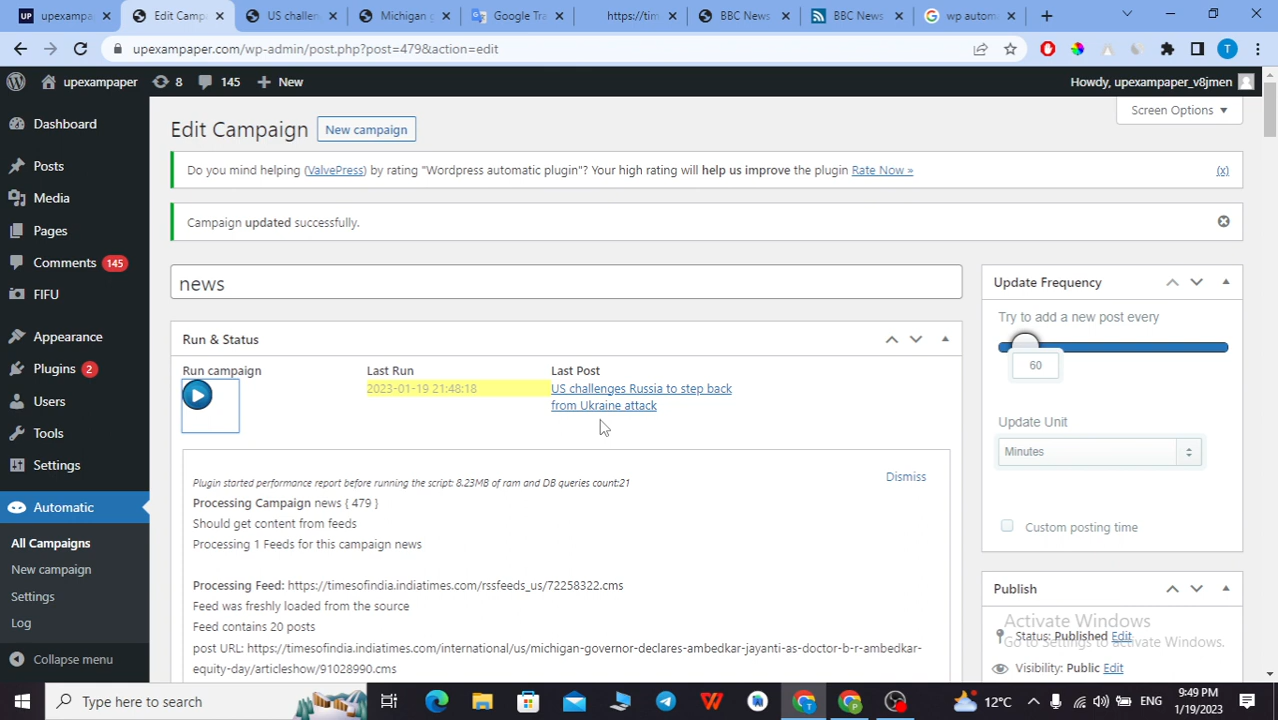 upexampa
Edit Camp
US challen
Michigan g
Google Tra
https://tim
BBC News
BBC News
wp autom
upexampaper.com/wp-admin/post.php?post=479&action=edit
T
upexampaper
8
145
New
Howdy, upexampaper_v8jmen
Dashboard
Posts
Media
Pages
Comments 145
FIFU
Appearance
Plugins 2
Users
Tools
Settings
Automatic
All Campaigns
New campaign
Settings
Log
Collapse menu
Screen Options
Edit Campaign
New campaign
Do you mind helping (ValvePress) by rating "Wordpress automatic plugin"? Your high rating will help us improve the plugin Rate Now »
(x)
Campaign updated successfully.
news
Run & Status
Run campaign
Last Run
Last Post
2023-01-19 21:48:18
US challenges Russia to step back
from Ukraine attack
Dismiss
Plugin started performance report before running the script: 8.23MB of ram and DB queries count:21
Processing Campaign news { 479 }
Should get content from feeds
Processing 1 Feeds for this campaign news
Processing Feed: https://timesofindia.indiatimes.com/rssfeeds_us/72258322.cms
Feed was freshly loaded from the source
Feed contains 20 posts
post URL: https://timesofindia.indiatimes.com/international/us/michigan-governor-declares-ambedkar-jayanti-as-doctor-b-r-ambedkar-
equity-day/articleshow/91028990.cms
Update Frequency
Try to add a new post every
60
Update Unit
Minutes
Custom posting time
Publish
Status: Published Edit
Visibility: Public Edit
Activate Windows
Go to Settings to activate Windows.
Type here to search
12°C
ENG
9:49 PM
1/19/2023